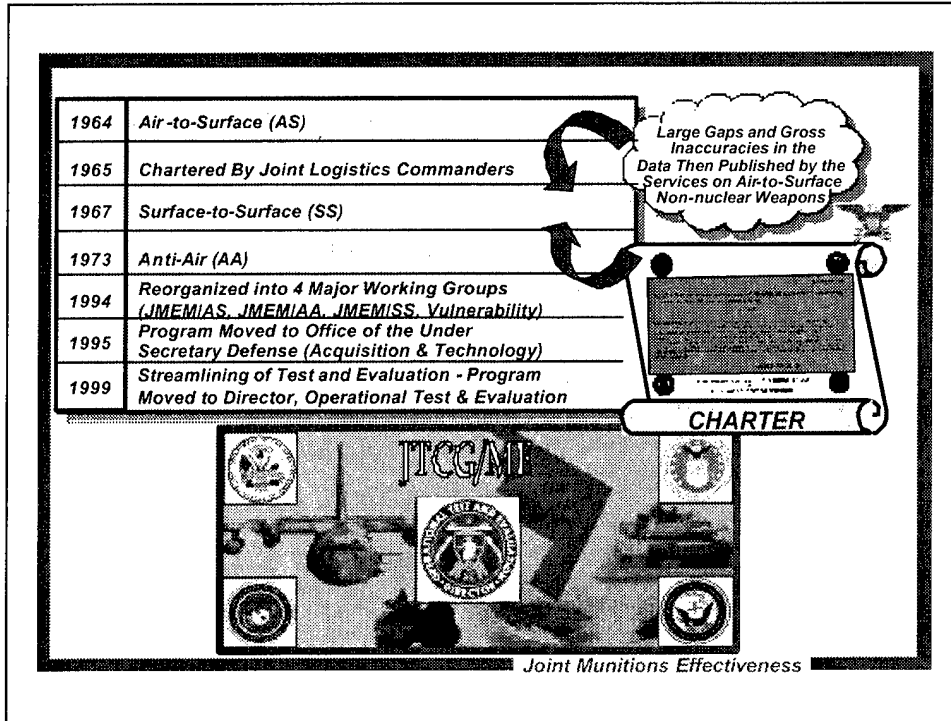 1964 Air-to-Surface (AS)
1965 Chartered By Joint Logistics Commanders
1967 Surface-to-Surface (SS)
1973 Anti-Air (AA)
1994 Reorganized into 4 Major Working Groups
(JMEM/AS, JMEM/AA, JMEM/SS, Vulnerability)
1995 Program Moved to Office of the Under
Secretary Defense (Acquisition & Technology)
1999 Streamlining of Test and Evaluation - Program
Moved to Director, Operational Test & Evaluation
Large Gaps and Gross
Inaccuracies in the
Data Then Published by the
Services on Air-to-Surface
Non-nuclear Weapons
CHARTER
JTCG/ME
Joint Munitions Effectiveness